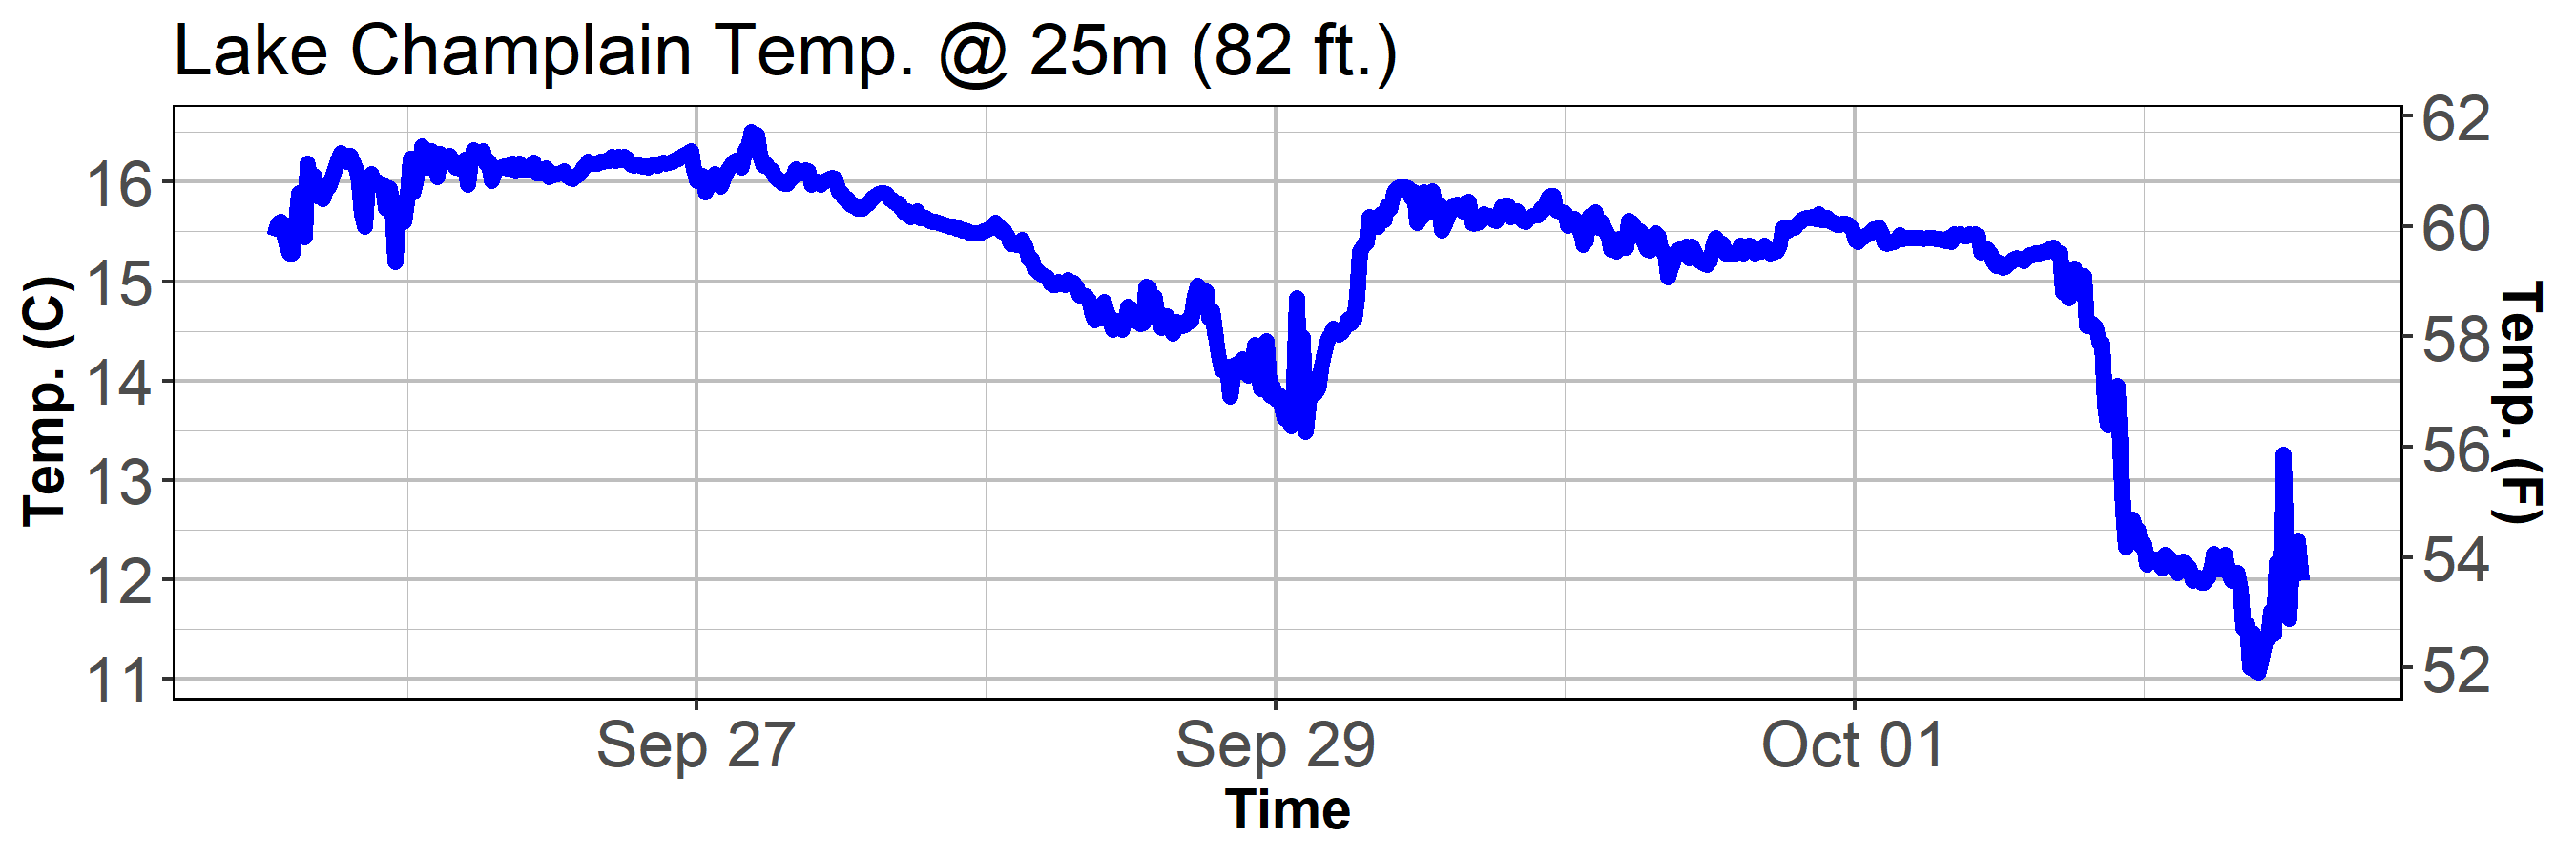 Lake Champlain Temp. @ 25m (82 ft.)
Temp. (C)
16
15
14
13
12
11
62
60
58
56
54
52
Temp. (F)
Sep 27
Sep 29
Oct 01
Time